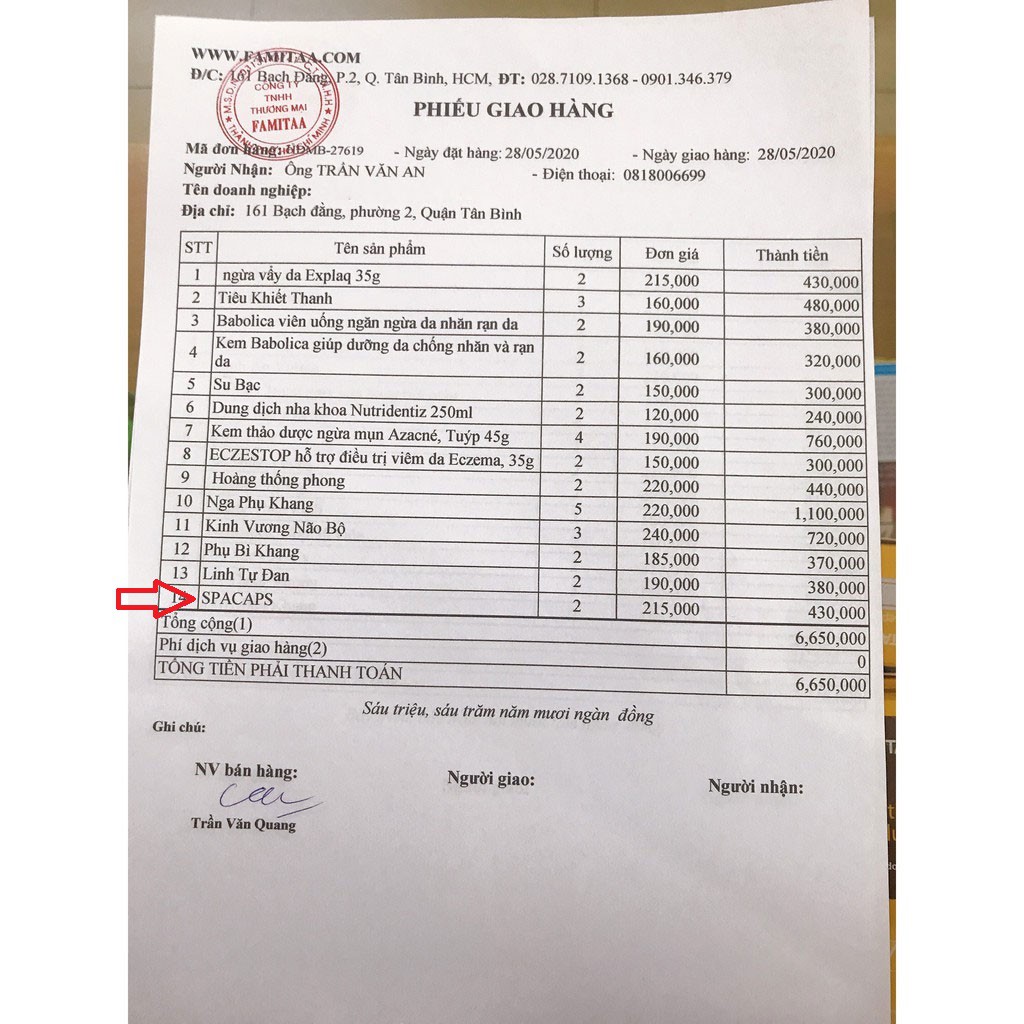 WWW.FAMITAA.COM
Đ/C: 161 Bạch Đằng, P.2, Q. Tân Bình, HCM, ĐT: 028.7109.1368 - 0901.346.379
CÔNG TY
TNHH
THƯƠNG MẠI
FAMITAA
PHIẾU GIAO HÀNG
Mã đơn hàng: MB-27619 - Ngày đặt hàng: 28/05/2020 - Ngày giao hàng: 28/05/2020
Người Nhận: Ông TRẦN VĂN AN - Điện thoại: 0818006699
Tên doanh nghiệp:
Địa chỉ: 161 Bạch đằng, phường 2, Quận Tân Bình
STT Tên sản phẩm Số lượng Đơn giá Thành tiền
1 ngừa vẩy da Explaq 35g 2 215,000 430,000
2 Tiêu Khiết Thanh 3 160,000 480,000
3 Babolica viên uống ngăn ngừa da nhăn rạn da 2 190,000 380,000
4 Kem Babolica giúp dưỡng da chống nhăn và rạn
da 2 160,000 320,000
5 Su Bạc 2 150,000 300,000
6 Dung dịch nha khoa Nutridentiz 250ml 2 120,000 240,000
7 Kem thảo dược ngừa mụn Azacné, Tuýp 45g 4 190,000 760,000
8 ECZESTOP hỗ trợ điều trị viêm da Eczema, 35g 2 150,000 300,000
9 Hoàng thống phong 2 220,000 440,000
10 Nga Phụ Khang 5 220,000 1,100,000
11 Kinh Vương Não Bộ 3 240,000 720,000
12 Phụ Bì Khang 2 185,000 370,000
13 Linh Tự Đan 2 190,000 380,000
14 SPACAPS 2 215,000 430,000
Tổng cộng(1) 6,650,000
Phí dịch vụ giao hàng(2) 0
TỔNG TIỀN PHẢI THANH TOÁN 6,650,000
Sáu triệu, sáu trăm năm mươi ngàn đồng
Ghi chú:
NV bán hàng: Người giao: Người nhận:
Trần Văn Quang